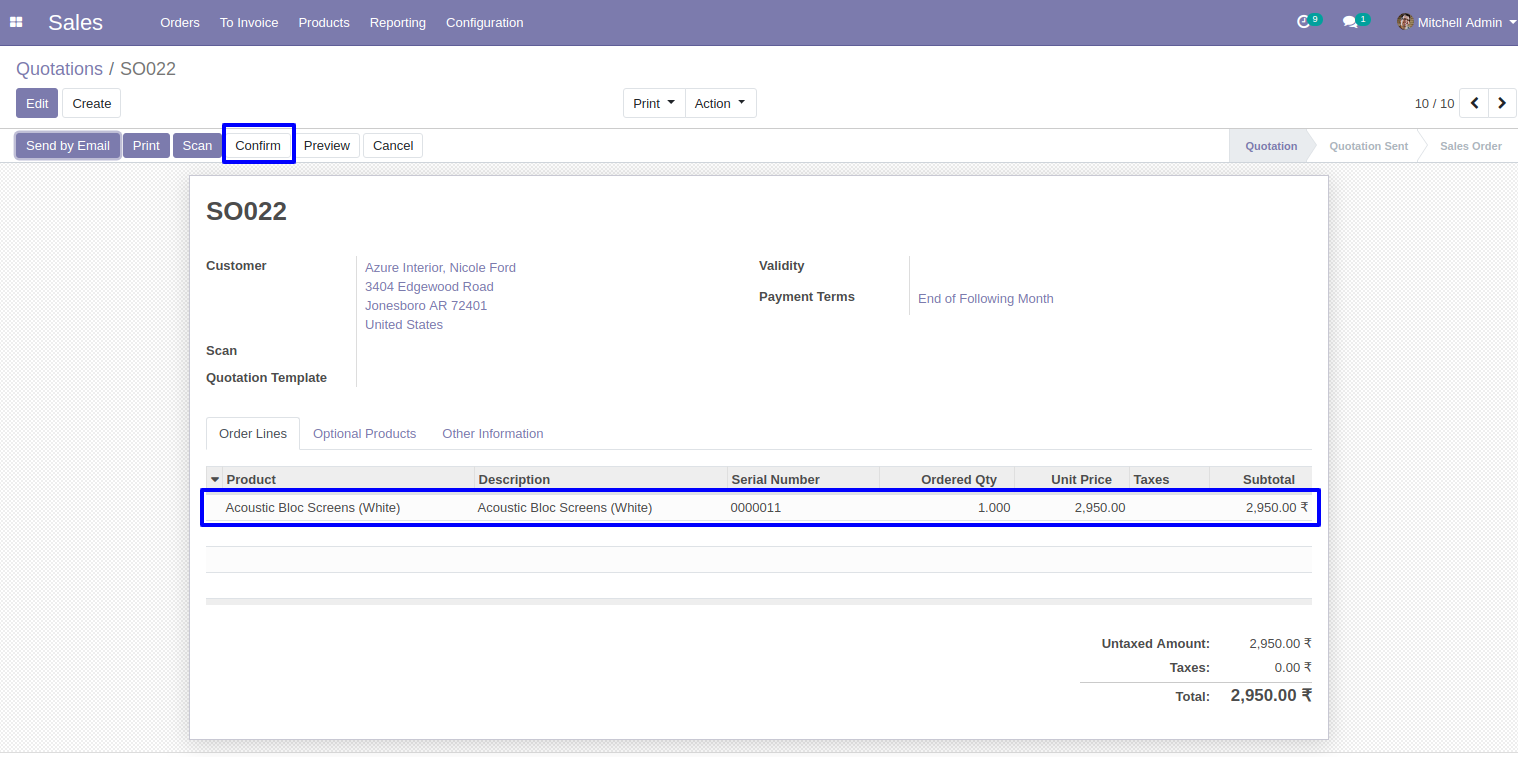 Sales Orders To Invoice Products Reporting Configuration 9 1 Mitchell Admin
Quotations / SO022
Edit Create Print Action 10 / 10
Send by Email Print Scan Confirm Preview Cancel Quotation Quotation Sent Sales Order
SO022
Customer Azure Interior, Nicole Ford Validity
3404 Edgewood Road
Payment Terms End of Following Month
Jonesboro AR 72401
United States
Scan
Quotation Template
Order Lines Optional Products Other Information
Product Description Serial Number Ordered Qty Unit Price Taxes Subtotal
Acoustic Bloc Screens (White) Acoustic Bloc Screens (White) 0000011 1.000 2,950.00 2,950.00 ₹
Untaxed Amount: 2,950.00 ₹
Taxes: 0.00 ₹
Total: 2,950.00 ₹